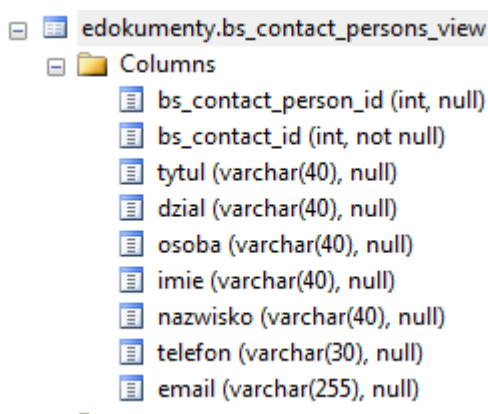 edokumenty.bs_contact_persons_view
Columns
bs_contact_person_id (int, null)
bs_contact_id (int, not null)
tytul (varchar(40), null)
dzial (varchar(40), null)
osoba (varchar(40), null)
imie (varchar(40), null)
nazwisko (varchar(40), null)
telefon (varchar(30), null)
email (varchar(255), null)